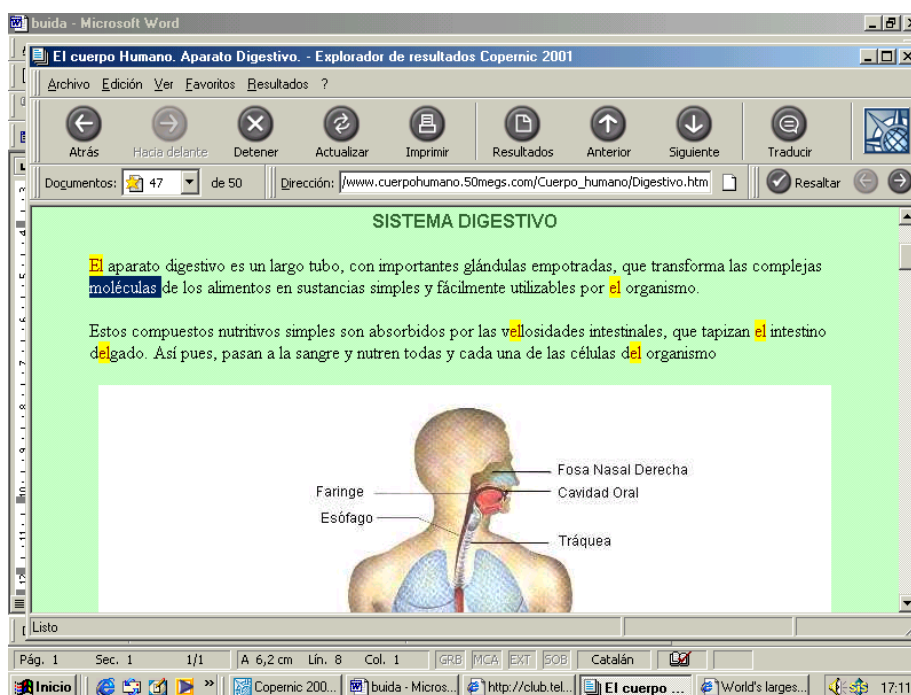 buida - Microsoft Word
El cuerpo Humano. Aparato Digestivo. - Explorador de resultados Copernic 2001
Archivo Edición Ver Favoritos Resultados ?
Atrás Hacia delante Detener Actualizar Imprimir Resultados Anterior Siguiente Traducir
Documentos: 47 de 50 Dirección: /www.cuerpohumano.50megs.com/Cuerpo_humano/Digestivo.htm Resaltar
SISTEMA DIGESTIVO
El aparato digestivo es un largo tubo, con importantes glándulas empotradas, que transforma las complejas
moléculas de los alimentos en sustancias simples y fácilmente utilizables por el organismo.
Estos compuestos nutritivos simples son absorbidos por las vellosidades intestinales, que tapizan el intestino
delgado. Así pues, pasan a la sangre y nutren todas y cada una de las células del organismo
Fosa Nasal Derecha
Faringe Cavidad Oral
Esófago
Tráquea
Listo
Pág. 1 Sec. 1 1/1 A 6,2 cm Lín. 8 Col. 1 GRB MCA EXT SOB Catalán
Inicio » Copernic 200... buida - Micros... http://club.tel... El cuerpo ... World's larges... 17:11